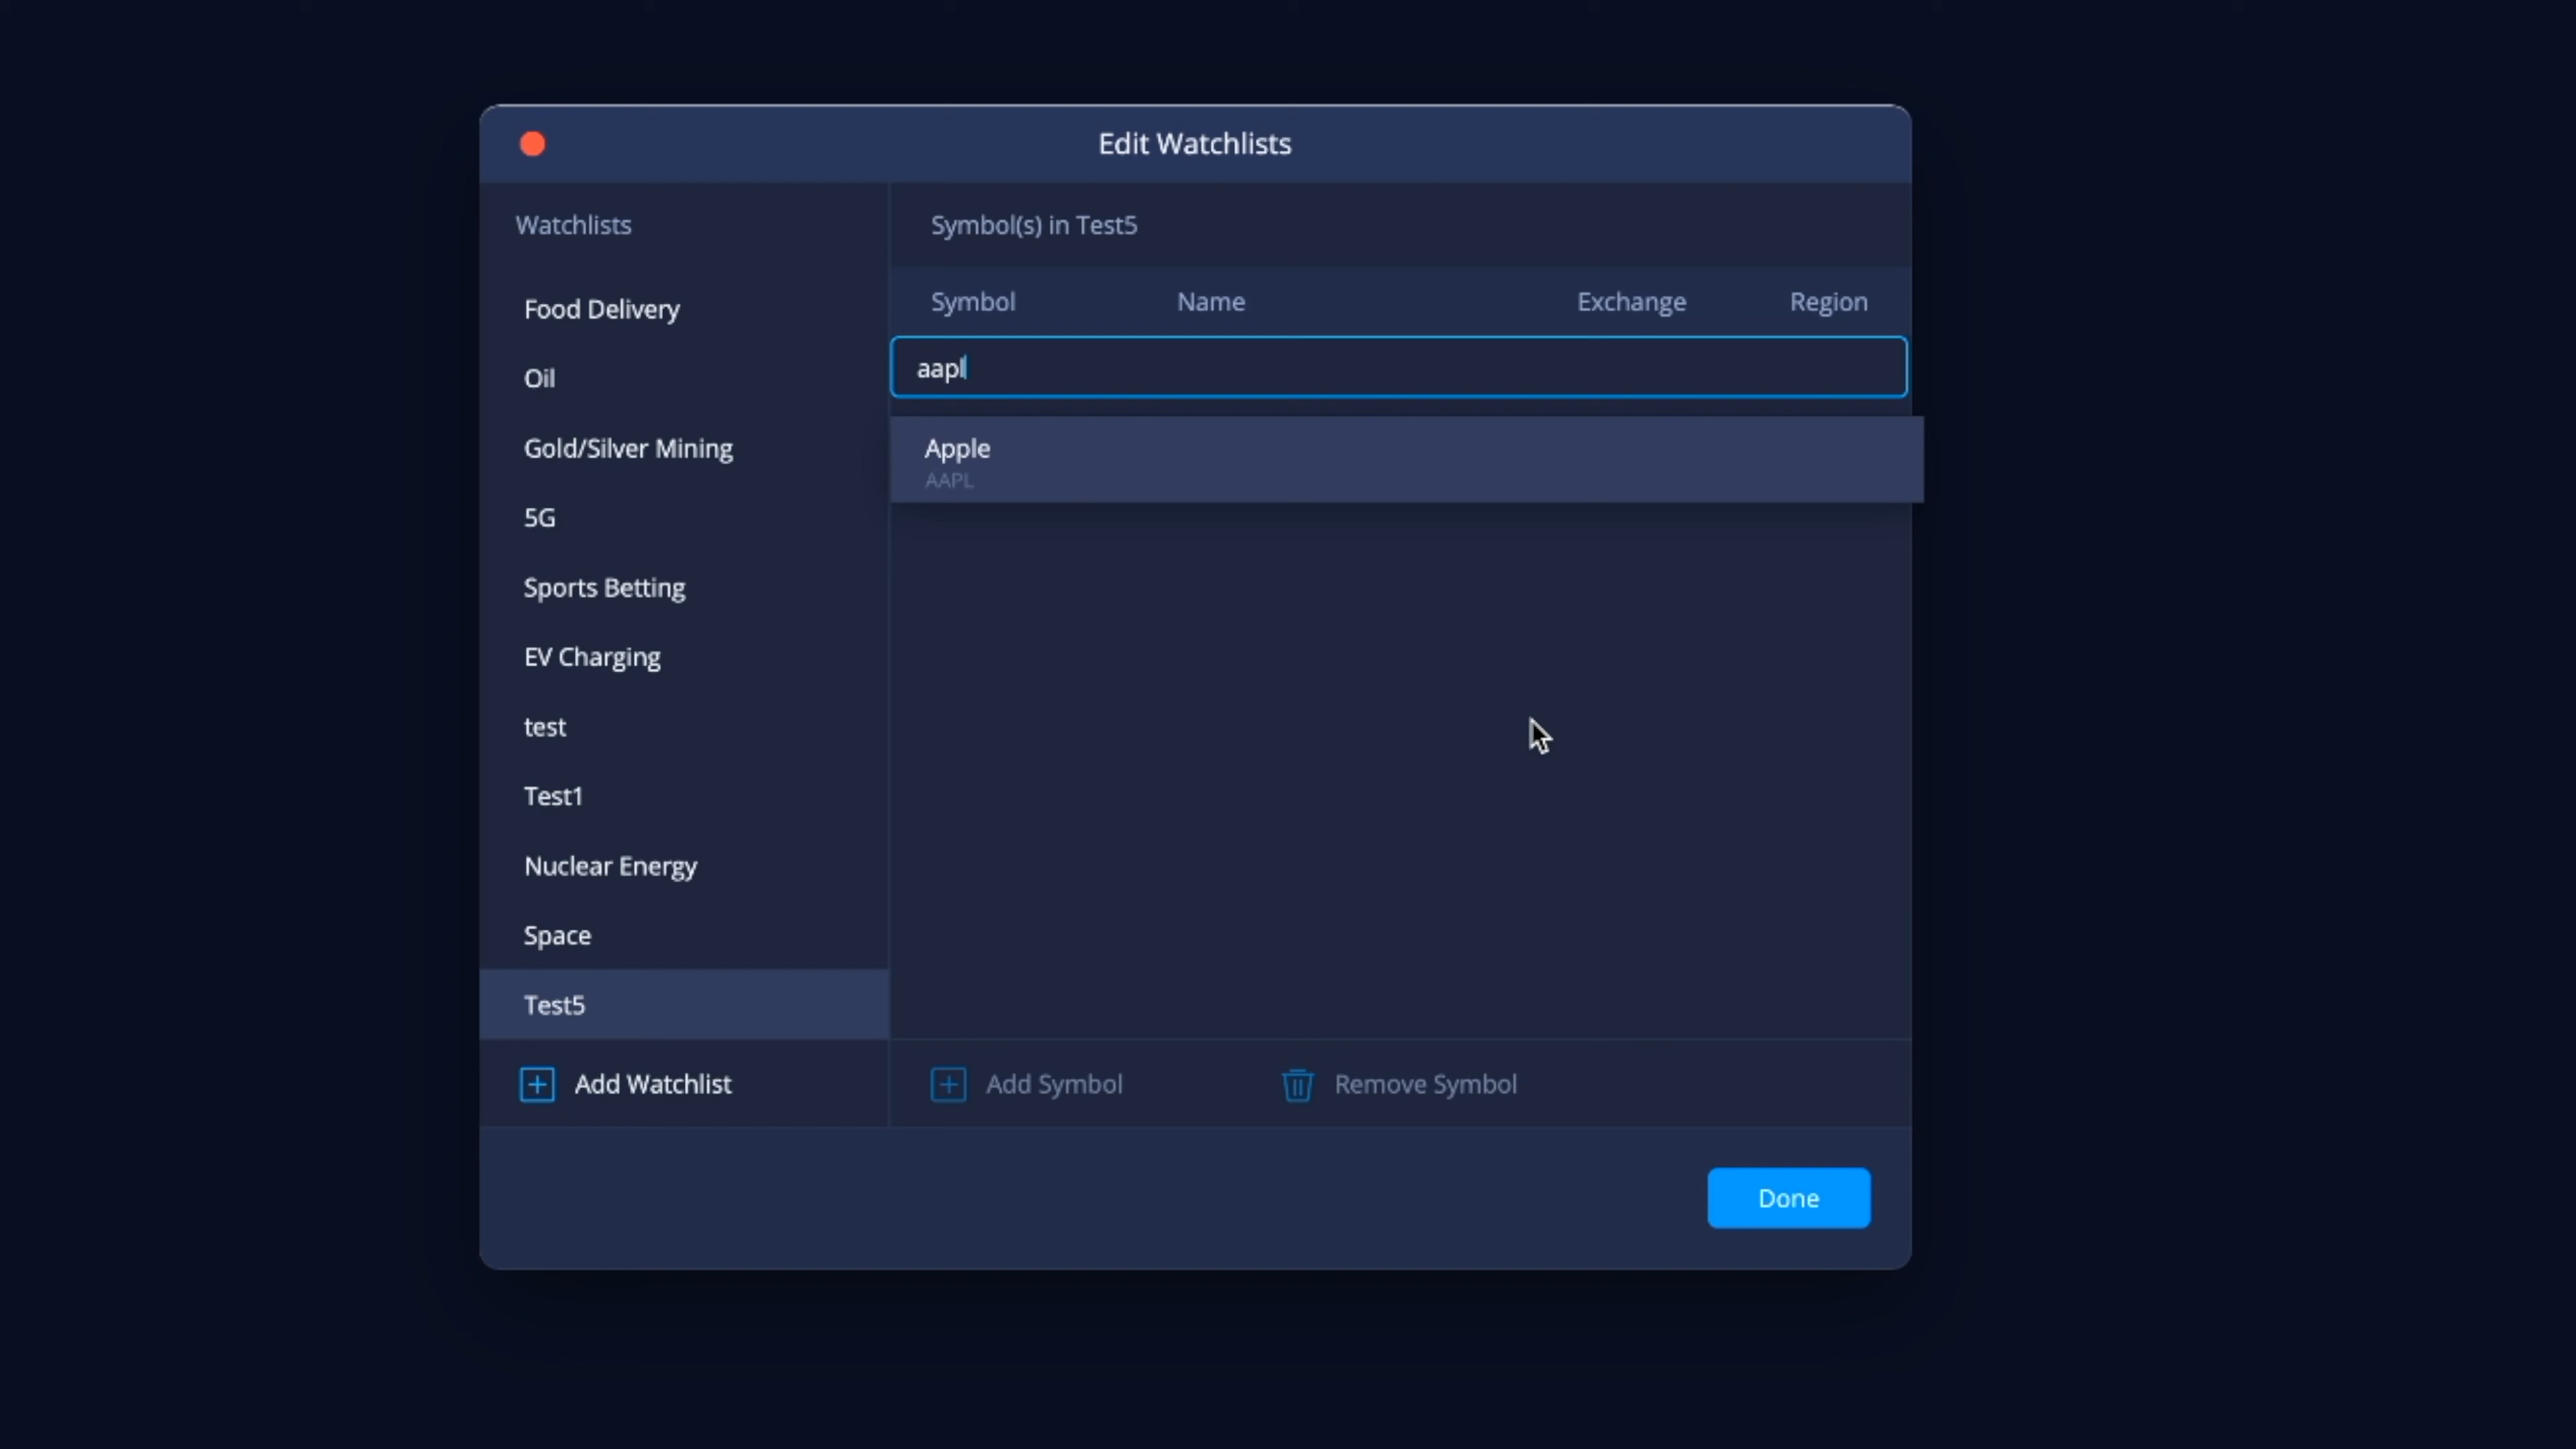 Edit Watchlists
Watchlists
Food Delivery
Oil
Gold/Silver Mining
5G
Sports Betting
EV Charging
test
Test1
Nuclear Energy
Space
Test5
Add Watchlist
Symbol(s) in Test5
Symbol Name Exchange Region
aapl
Apple
AAPL
Add Symbol Remove Symbol
Done